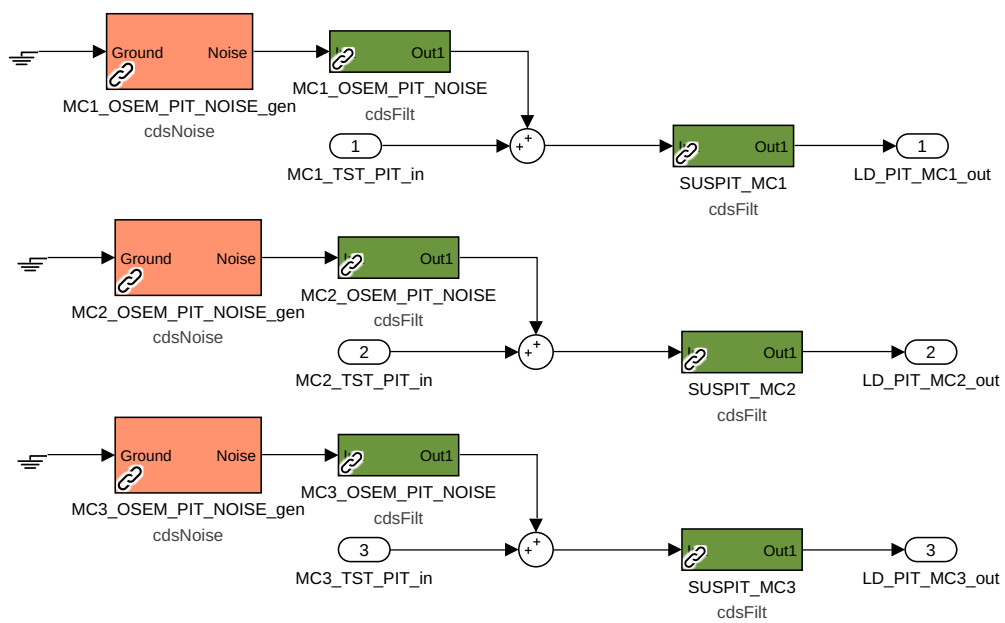 Ground Noise
Out1
MC1_OSEM_PIT_NOISE_gen
cdsNoise
MC1_OSEM_PIT_NOISE
cdsFilt
1
MC1_TST_PIT_in
+
+
Out1
SUSPIT_MC1
cdsFilt
1
LD_PIT_MC1_out
Ground Noise
Out1
MC2_OSEM_PIT_NOISE_gen
cdsNoise
MC2_OSEM_PIT_NOISE
cdsFilt
2
MC2_TST_PIT_in
+
+
Out1
SUSPIT_MC2
cdsFilt
2
LD_PIT_MC2_out
Ground Noise
Out1
MC3_OSEM_PIT_NOISE_gen
cdsNoise
MC3_OSEM_PIT_NOISE
cdsFilt
3
MC3_TST_PIT_in
+
+
Out1
SUSPIT_MC3
cdsFilt
3
LD_PIT_MC3_out